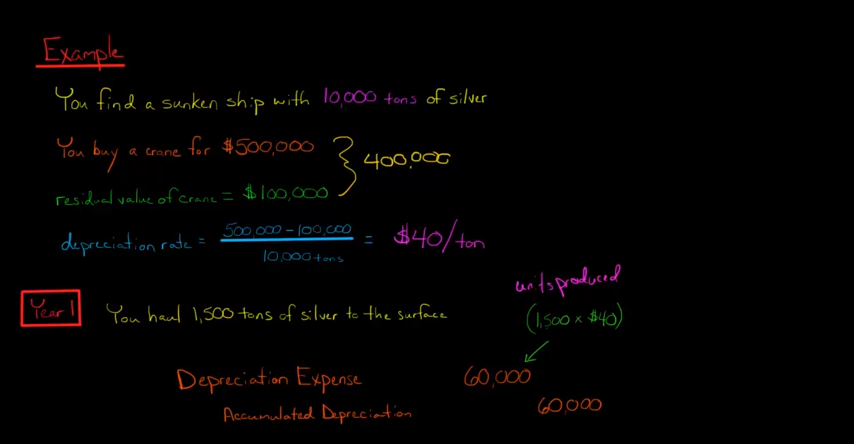 Example
You find a sunken ship with 10,000 tons of silver
You buy a crane for $500,000
400,000
residual value of crane = $100,000
depreciation rate = 500,000 - 100,000 / 10,000 tons = $40/ton
units produced
Year 1 You haul 1,500 tons of silver to the surface (1,500 × $40)
Depreciation Expense 60,000
Accumulated Depreciation 60,000